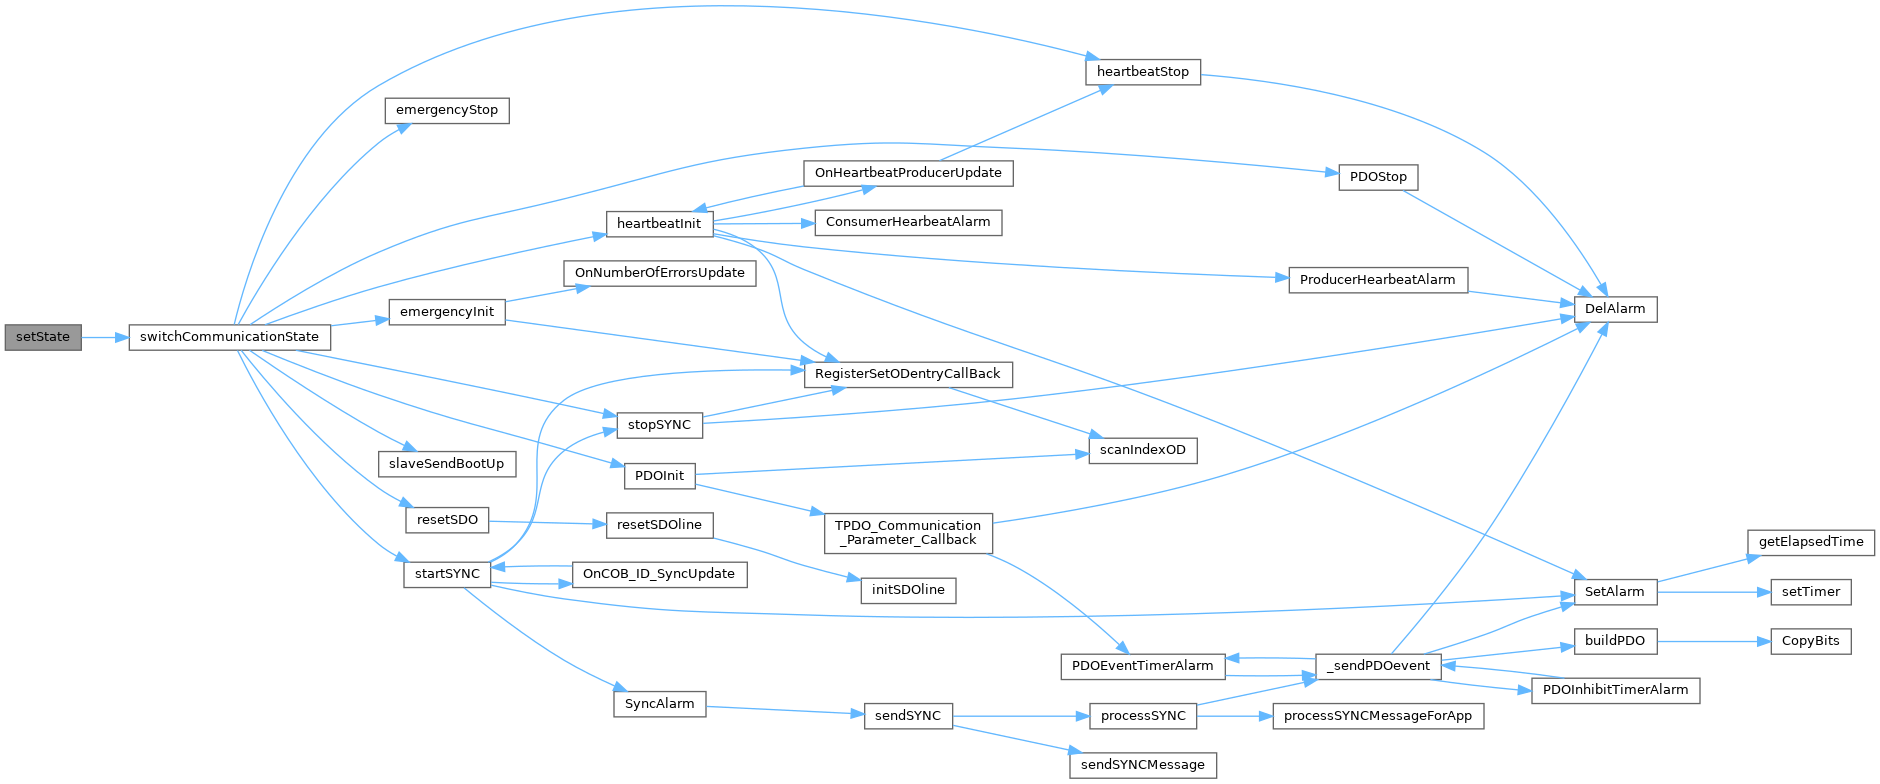 heartbeatStop
emergencyStop
OnHeartbeatProducerUpdate
PDOStop
heartbeatInit
ConsumerHearbeatAlarm
OnNumberOfErrorsUpdate
ProducerHearbeatAlarm
emergencyInit
DelAlarm
setState
switchCommunicationState
RegisterSetODentryCallBack
stopSYNC
scanIndexOD
slaveSendBootUp
PDOInit
resetSDO
resetSDOline
TPDO_Communication
_Parameter_Callback
getElapsedTime
startSYNC
OnCOB_ID_SyncUpdate
initSDOline
SetAlarm
setTimer
buildPDO
CopyBits
PDOEventTimerAlarm
_sendPDOevent
PDOInhibitTimerAlarm
SyncAlarm
sendSYNC
processSYNC
processSYNCMessageForApp
sendSYNCMessage